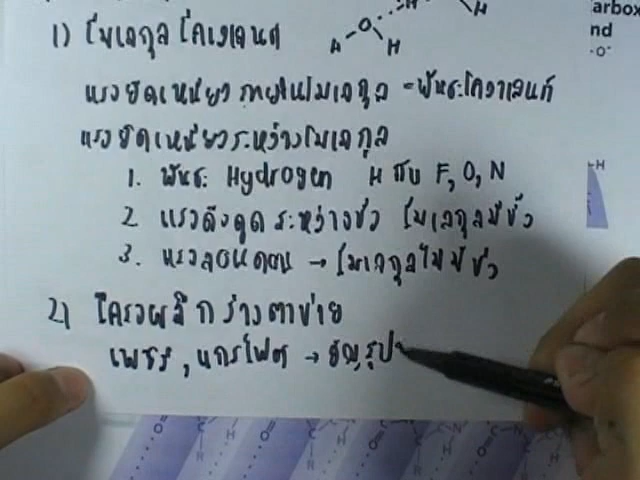 arbox
nd
1) โมเลกุลโคเวเลนต์
แรงยึดเหนี่ยวภายในโมเลกุล = พันธะโควาเลนท์
แรงยึดเหนี่ยวระหว่างโมเลกุล
1. พันธะ Hydrogen H กับ F, O, N
2. แรงดึงดูดระหว่างขั้ว โมเลกุลมีขั้ว
3. แรงลอนดอน → โมเลกุลไม่มีขั้ว
2) โครงผลึกร่างตาข่าย
เพชร, แกรไฟต์ → อัญรูป